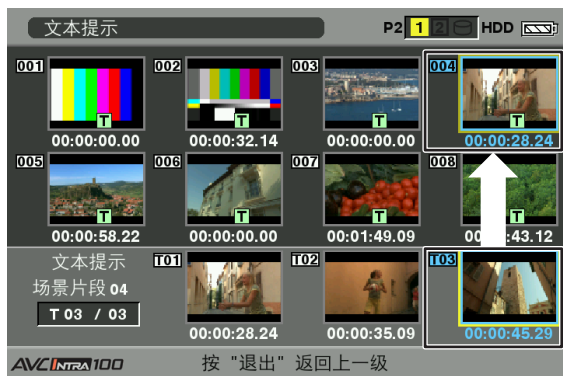 文本提示 P2 1 2 HDD
001 002 003 004
T T T T
00:00:00.00 00:00:32.14 00:00:00.00 00:00:28.24
005 006 007 008
T T T T
00:00:58.22 00:00:00.00 00:01:49.09 00 :43.12
文本提示 T01 T02 T03
场景片段 04
T 03 / 03
00:00:28.24 00:00:35.09 00:00:45.29
AVC INTRA 100 按 "退出" 返回上一级